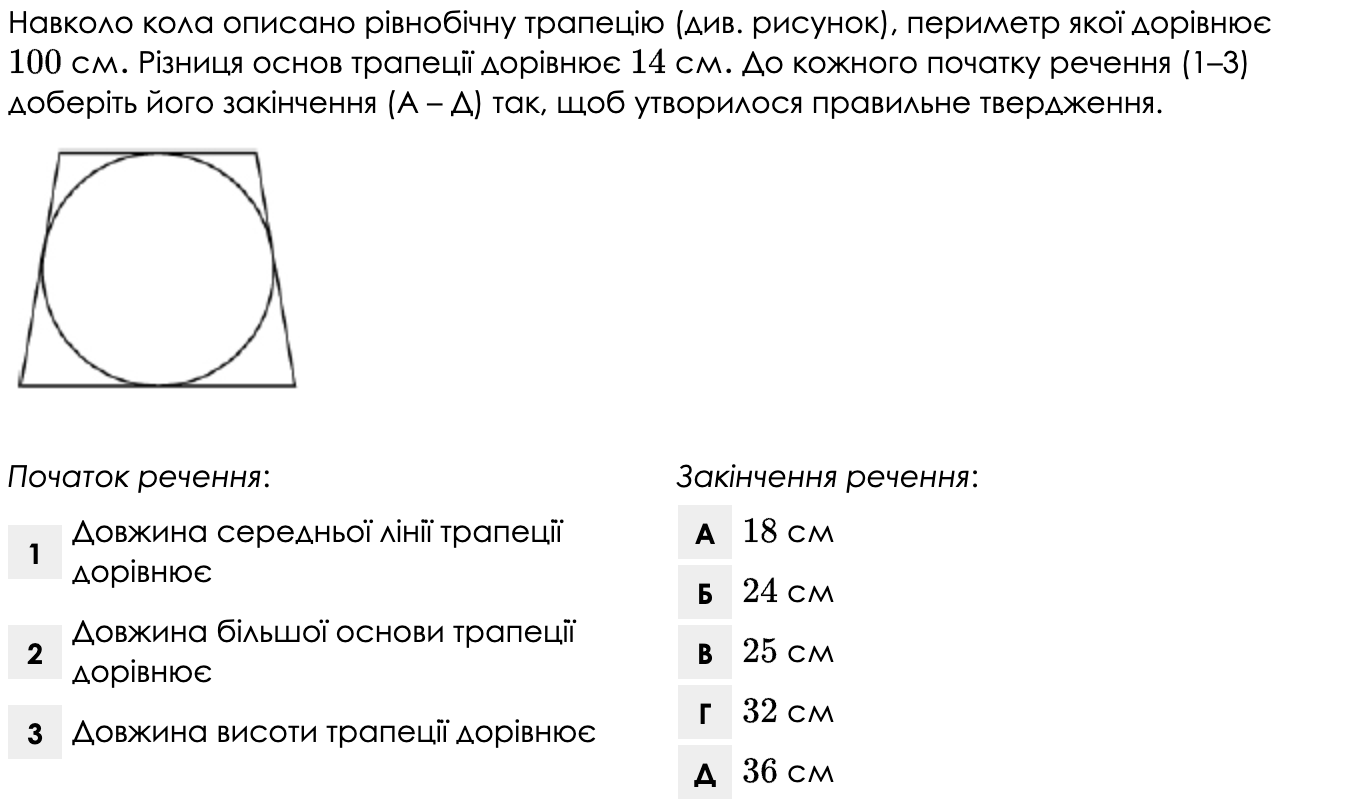 Навколо кола описано рівнобічну трапецію (див. рисунок), периметр якої дорівнює
100 см. Різниця основ трапеції дорівнює 14 см. До кожного початку речення (1–3)
доберіть його закінчення (А – Д) так, щоб утворилося правильне твердження.
Початок речення:
1 Довжина середньої лінії трапеції
дорівнює
2 Довжина більшої основи трапеції
дорівнює
3 Довжина висоти трапеції дорівнює
Закінчення речення:
А 18 см
Б 24 см
В 25 см
Г 32 см
Д 36 см